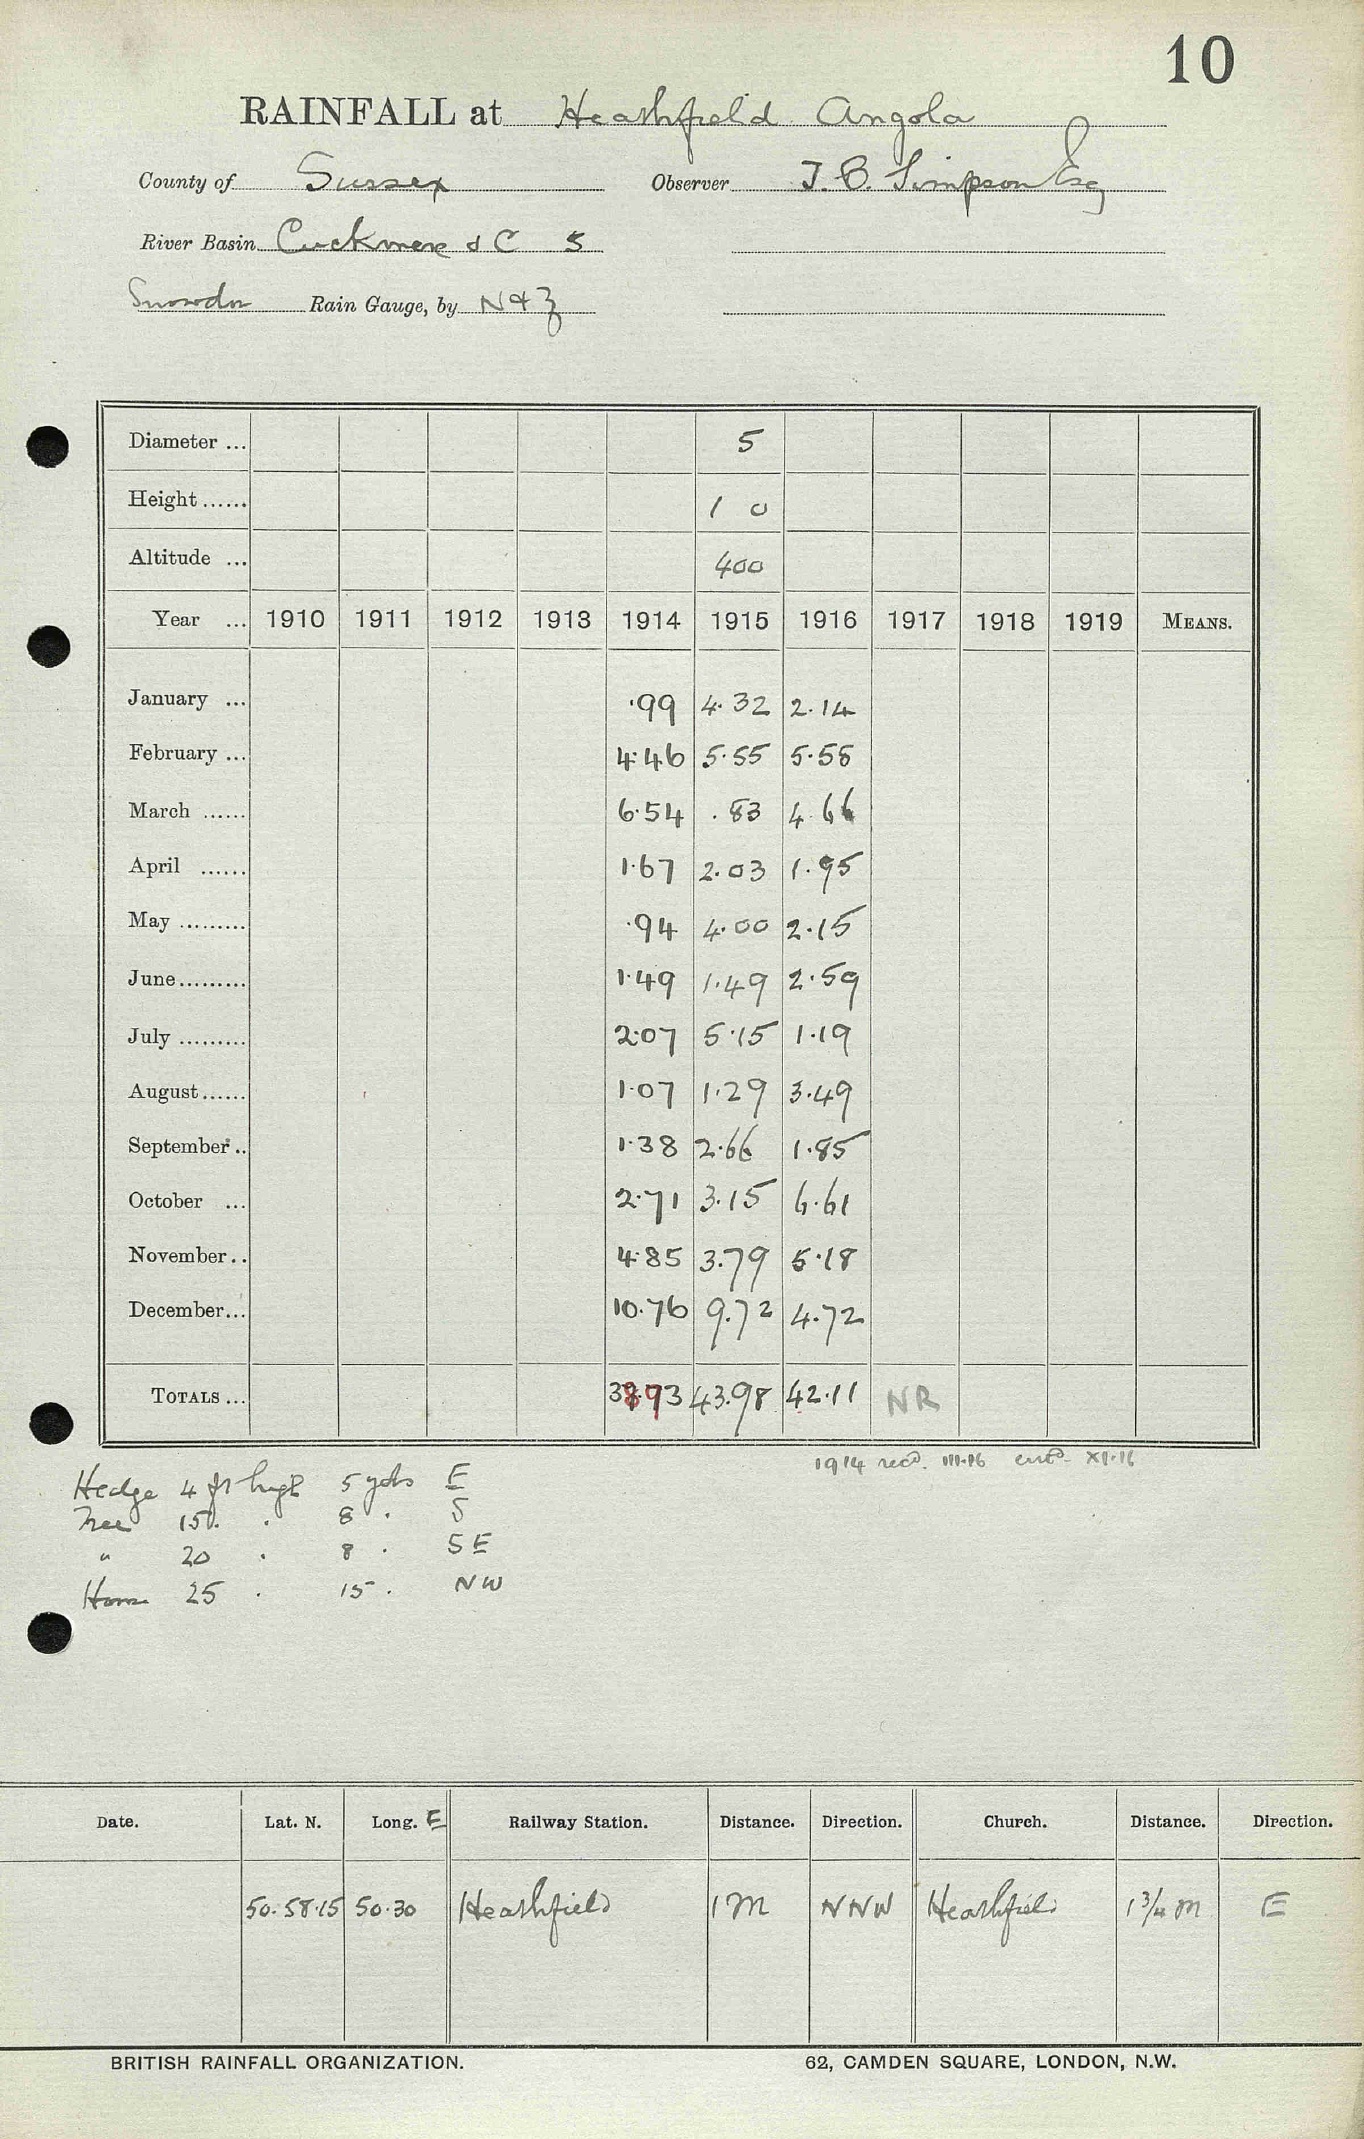 10
RAINFALL at Heathfield Angola
County of Sussex Observer J. C. Simpson Esq
River Basin Cuckmere & C 5
Snowdon Rain Gauge, by N & Z
Diameter ... 5
Height ...... 1 0
Altitude ... 400
Year ... 1910 1911 1912 1913 1914 1915 1916 1917 1918 1919 MEANS.
January ... ·99 4·32 2·14
February ... 4·46 5·55 5·58
March ...... 6·54 ·83 4·66
April ...... 1·67 2·03 1·95
May ......... ·94 4·00 2·15
June ......... 1·49 1·49 2·59
July ......... 2·07 5·15 1·19
August ...... 1·07 1·29 3·49
September .. 1·38 2·66 1·85
October ... 2·71 3·15 6·61
November .. 4·85 3·79 5·18
December ... 10·76 9·72 4·72
TOTALS ... 38·93 43·98 42·11 NR
1914 recd. III·16 entd. XI·16
Hedge 4 ft high 5 yds E
Tree 15 . 8 . S
" 20 . 8 . SE
House 25 . 15 . NW
Date. Lat. N. Long. E Railway Station. Distance. Direction. Church. Distance. Direction.
50·58·15 50·30 Heathfield 1 M NNW Heathfield 1¾ M E
BRITISH RAINFALL ORGANIZATION. 62, CAMDEN SQUARE, LONDON, N.W.